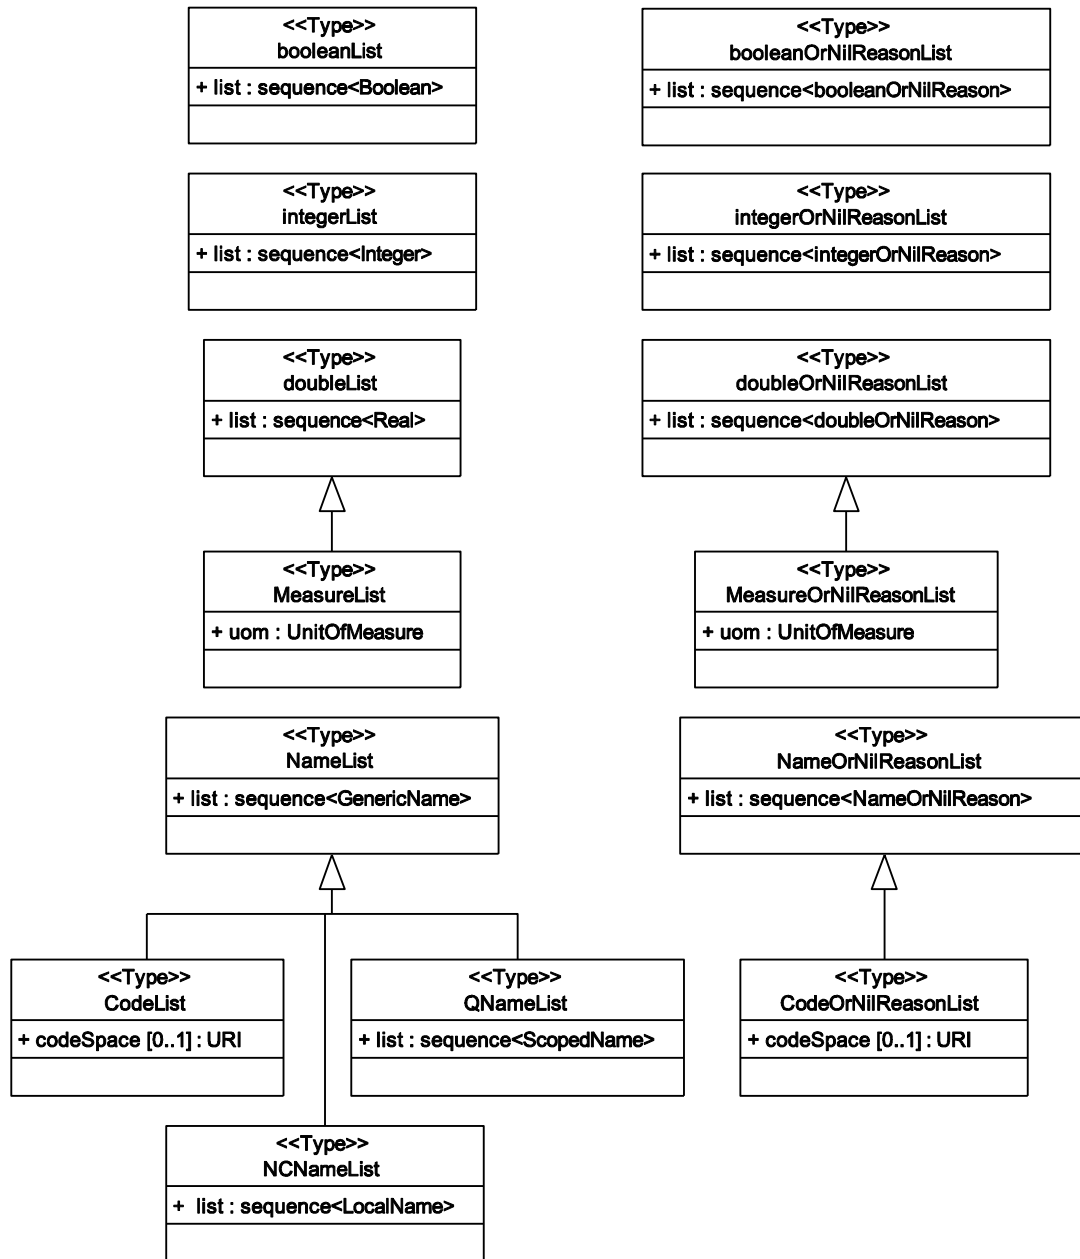 <<Type>>
booleanList
+ list : sequence<Boolean>
<<Type>>
booleanOrNilReasonList
+ list : sequence<booleanOrNilReason>
<<Type>>
integerList
+ list : sequence<Integer>
<<Type>>
integerOrNilReasonList
+ list : sequence<integerOrNilReason>
<<Type>>
doubleList
+ list : sequence<Real>
<<Type>>
doubleOrNilReasonList
+ list : sequence<doubleOrNilReason>
<<Type>>
MeasureList
+ uom : UnitOfMeasure
<<Type>>
MeasureOrNilReasonList
+ uom : UnitOfMeasure
<<Type>>
NameList
+ list : sequence<GenericName>
<<Type>>
NameOrNilReasonList
+ list : sequence<NameOrNilReason>
<<Type>>
CodeList
+ codeSpace [0..1] : URI
<<Type>>
QNameList
+ list : sequence<ScopedName>
<<Type>>
CodeOrNilReasonList
+ codeSpace [0..1] : URI
<<Type>>
NCNameList
+ list : sequence<LocalName>